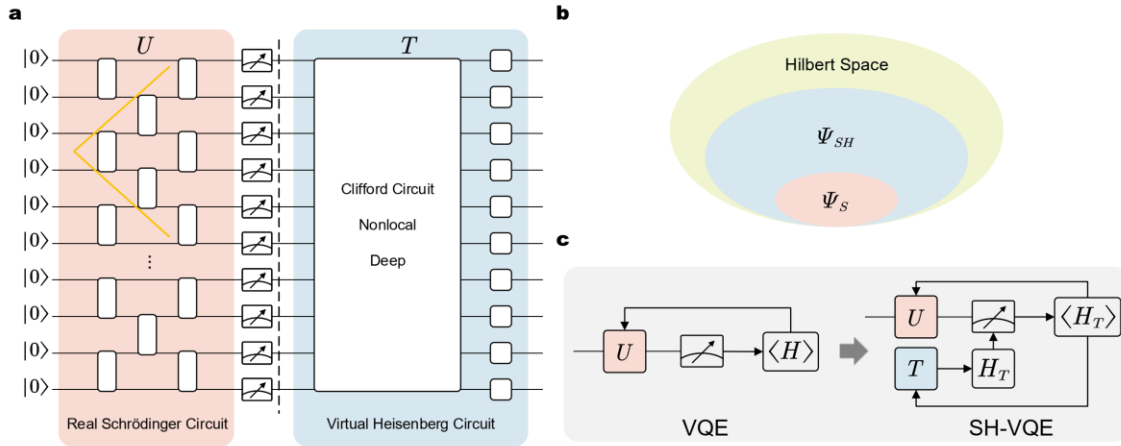 a
U
T
|0⟩
|0⟩
|0⟩
|0⟩
|0⟩
|0⟩
⋮
|0⟩
|0⟩
|0⟩
|0⟩
Clifford Circuit
Nonlocal
Deep
Real Schrödinger Circuit
Virtual Heisenberg Circuit
b
Hilbert Space
Ψ_SH
Ψ_S
c
U
⟨H⟩
VQE
U
⟨H_T⟩
T
H_T
SH-VQE